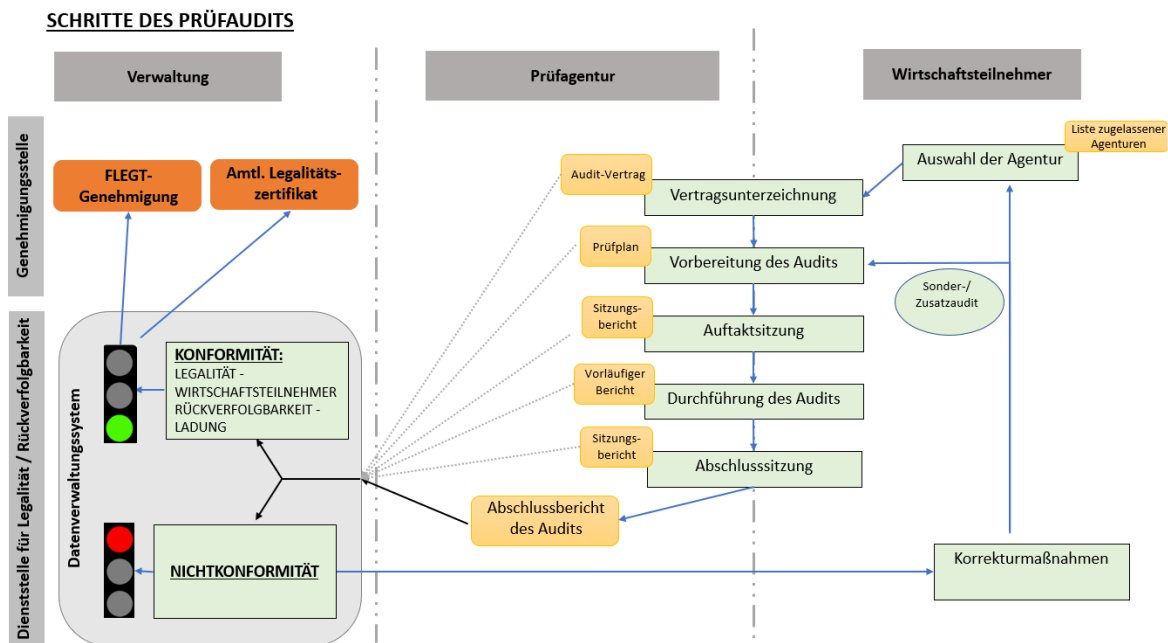 SCHRITTE DES PRÜFAUDITS
Verwaltung
Prüfagentur
Wirtschaftsteilnehmer
Genehmigungsstelle
FLEGT-
Genehmigung
Amtl. Legalitäts-
zertifikat
Audit-Vertrag
Vertragsunterzeichnung
Liste zugelassener
Agenturen
Auswahl der Agentur
Prüfplan
Vorbereitung des Audits
Sonder-/
Zusatzaudit
Dienststelle für Legalität / Rückverfolgbarkeit
Datenverwaltungssystem
KONFORMITÄT:
LEGALITÄT -
WIRTSCHAFTSTEILNEHMER
RÜCKVERFOLGBARKEIT -
LADUNG
Sitzungs-
bericht
Auftaktsitzung
Vorläufiger
Bericht
Durchführung des Audits
Sitzungs-
bericht
Abschlusssitzung
Abschlussbericht
des Audits
NICHTKONFORMITÄT
Korrekturmaßnahmen